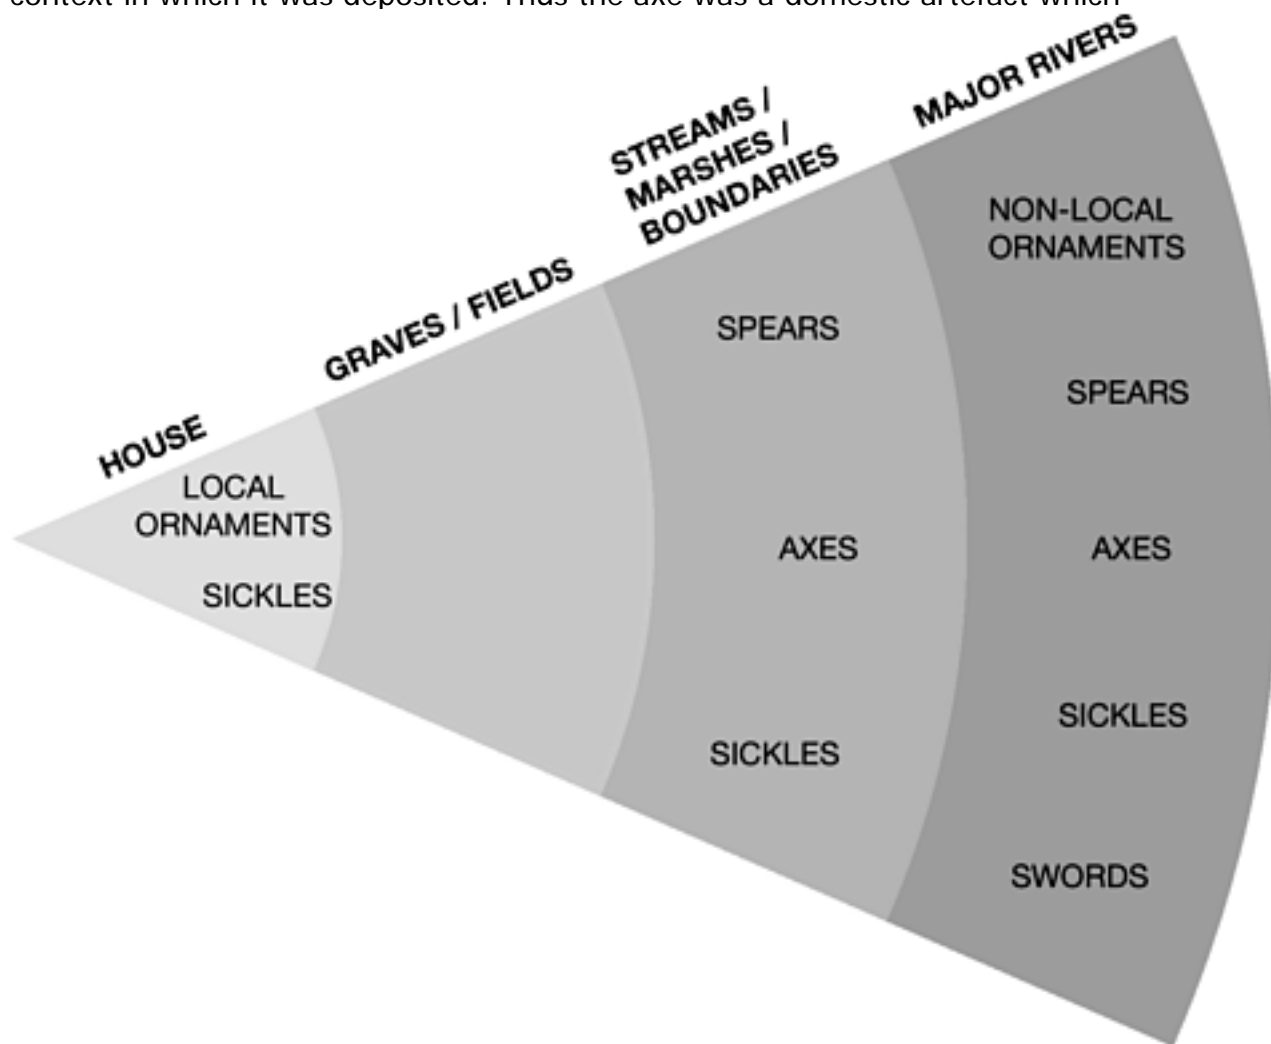 context in which it was deposited. Thus the axe was a domestic artefact which
MAJOR RIVERS
STREAMS /
MARSHES /
BOUNDARIES
GRAVES / FIELDS
HOUSE
LOCAL
ORNAMENTS
SICKLES
SPEARS
AXES
SICKLES
NON-LOCAL
ORNAMENTS
SPEARS
AXES
SICKLES
SWORDS